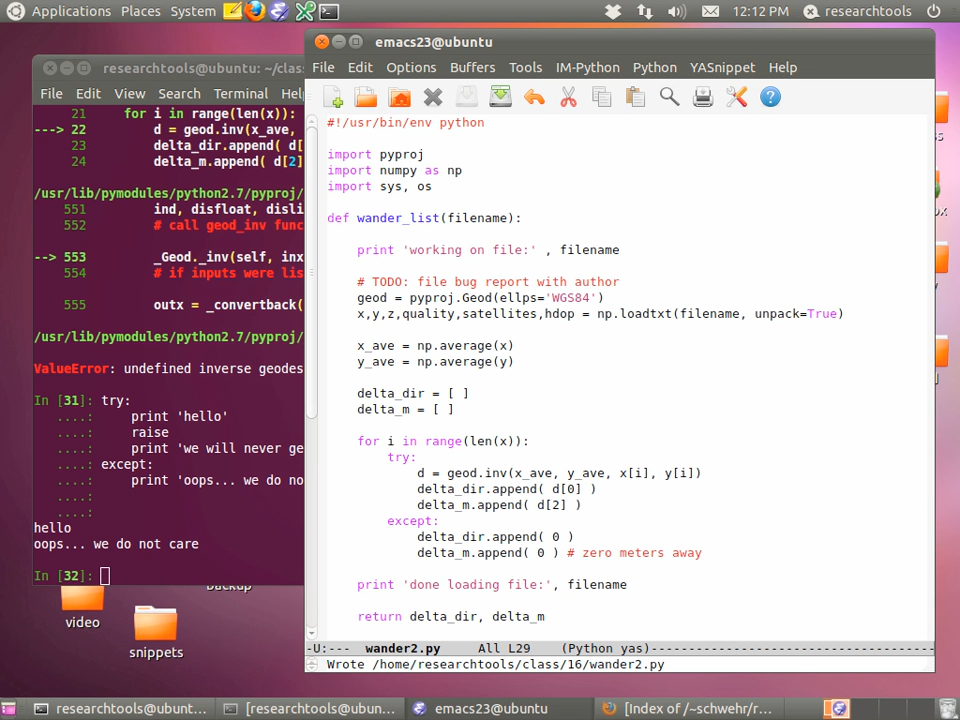 Applications Places System 12:12 PM researchtools
researchtools@ubuntu: ~/clas
File Edit View Search Terminal Hel
21 for i in range(len(x)):
---> 22 d = geod.inv(x_ave,
23 delta_dir.append( d[
24 delta_m.append( d[2]
/usr/lib/pymodules/python2.7/pyproj/
551 ind, disfloat, disli
552 # call geod_inv func
--> 553 _Geod._inv(self, inx
554 # if inputs were lis
555 outx = _convertback(
/usr/lib/pymodules/python2.7/pyproj/
ValueError: undefined inverse geodes
In [31]: try:
....: print 'hello'
....: raise
....: print 'we will never ge
....: except:
....: print 'oops... we do no
....:
....:
hello
oops... we do not care
In [32]:
emacs23@ubuntu
File Edit Options Buffers Tools IM-Python Python YASnippet Help
#!/usr/bin/env python
import pyproj
import numpy as np
import sys, os
def wander_list(filename):
print 'working on file:' , filename
# TODO: file bug report with author
geod = pyproj.Geod(ellps='WGS84')
x,y,z,quality,satellites,hdop = np.loadtxt(filename, unpack=True)
x_ave = np.average(x)
y_ave = np.average(y)
delta_dir = [ ]
delta_m = [ ]
for i in range(len(x)):
try:
d = geod.inv(x_ave, y_ave, x[i], y[i])
delta_dir.append( d[0] )
delta_m.append( d[2] )
except:
delta_dir.append( 0 )
delta_m.append( 0 ) # zero meters away
print 'done loading file:', filename
return delta_dir, delta_m
-U:--- wander2.py All L29 (Python yas)--------------------------------------
Wrote /home/researchtools/class/16/wander2.py
backup
video
snippets
researchtools@ubuntu... [researchtools@ubun... emacs23@ubuntu [Index of /~schwehr/r...